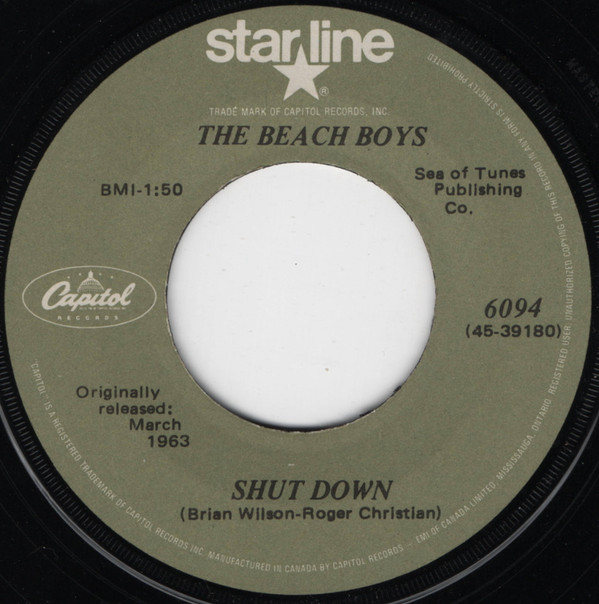 starline
®
TRADE MARK OF CAPITOL RECORDS, INC.
THE BEACH BOYS
BMI-1:50
Sea of Tunes
Publishing
Co.
Capitol
RECORDS
6094
(45-39180)
Originally
released:
March
1963
SHUT DOWN
(Brian Wilson-Roger Christian)
CAPITOL - IS A REGISTERED TRADEMARK OF CAPITOL RECORDS INC. MANUFACTURED IN CANADA BY CAPITOL RECORDS - EMI OF CANADA LIMITED, MISSISSAUGA, ONTARIO, REGISTERED USER. UNAUTHORIZED COPYING OF THIS RECORD IN ANY FORM IS STRICTLY PROHIBITED